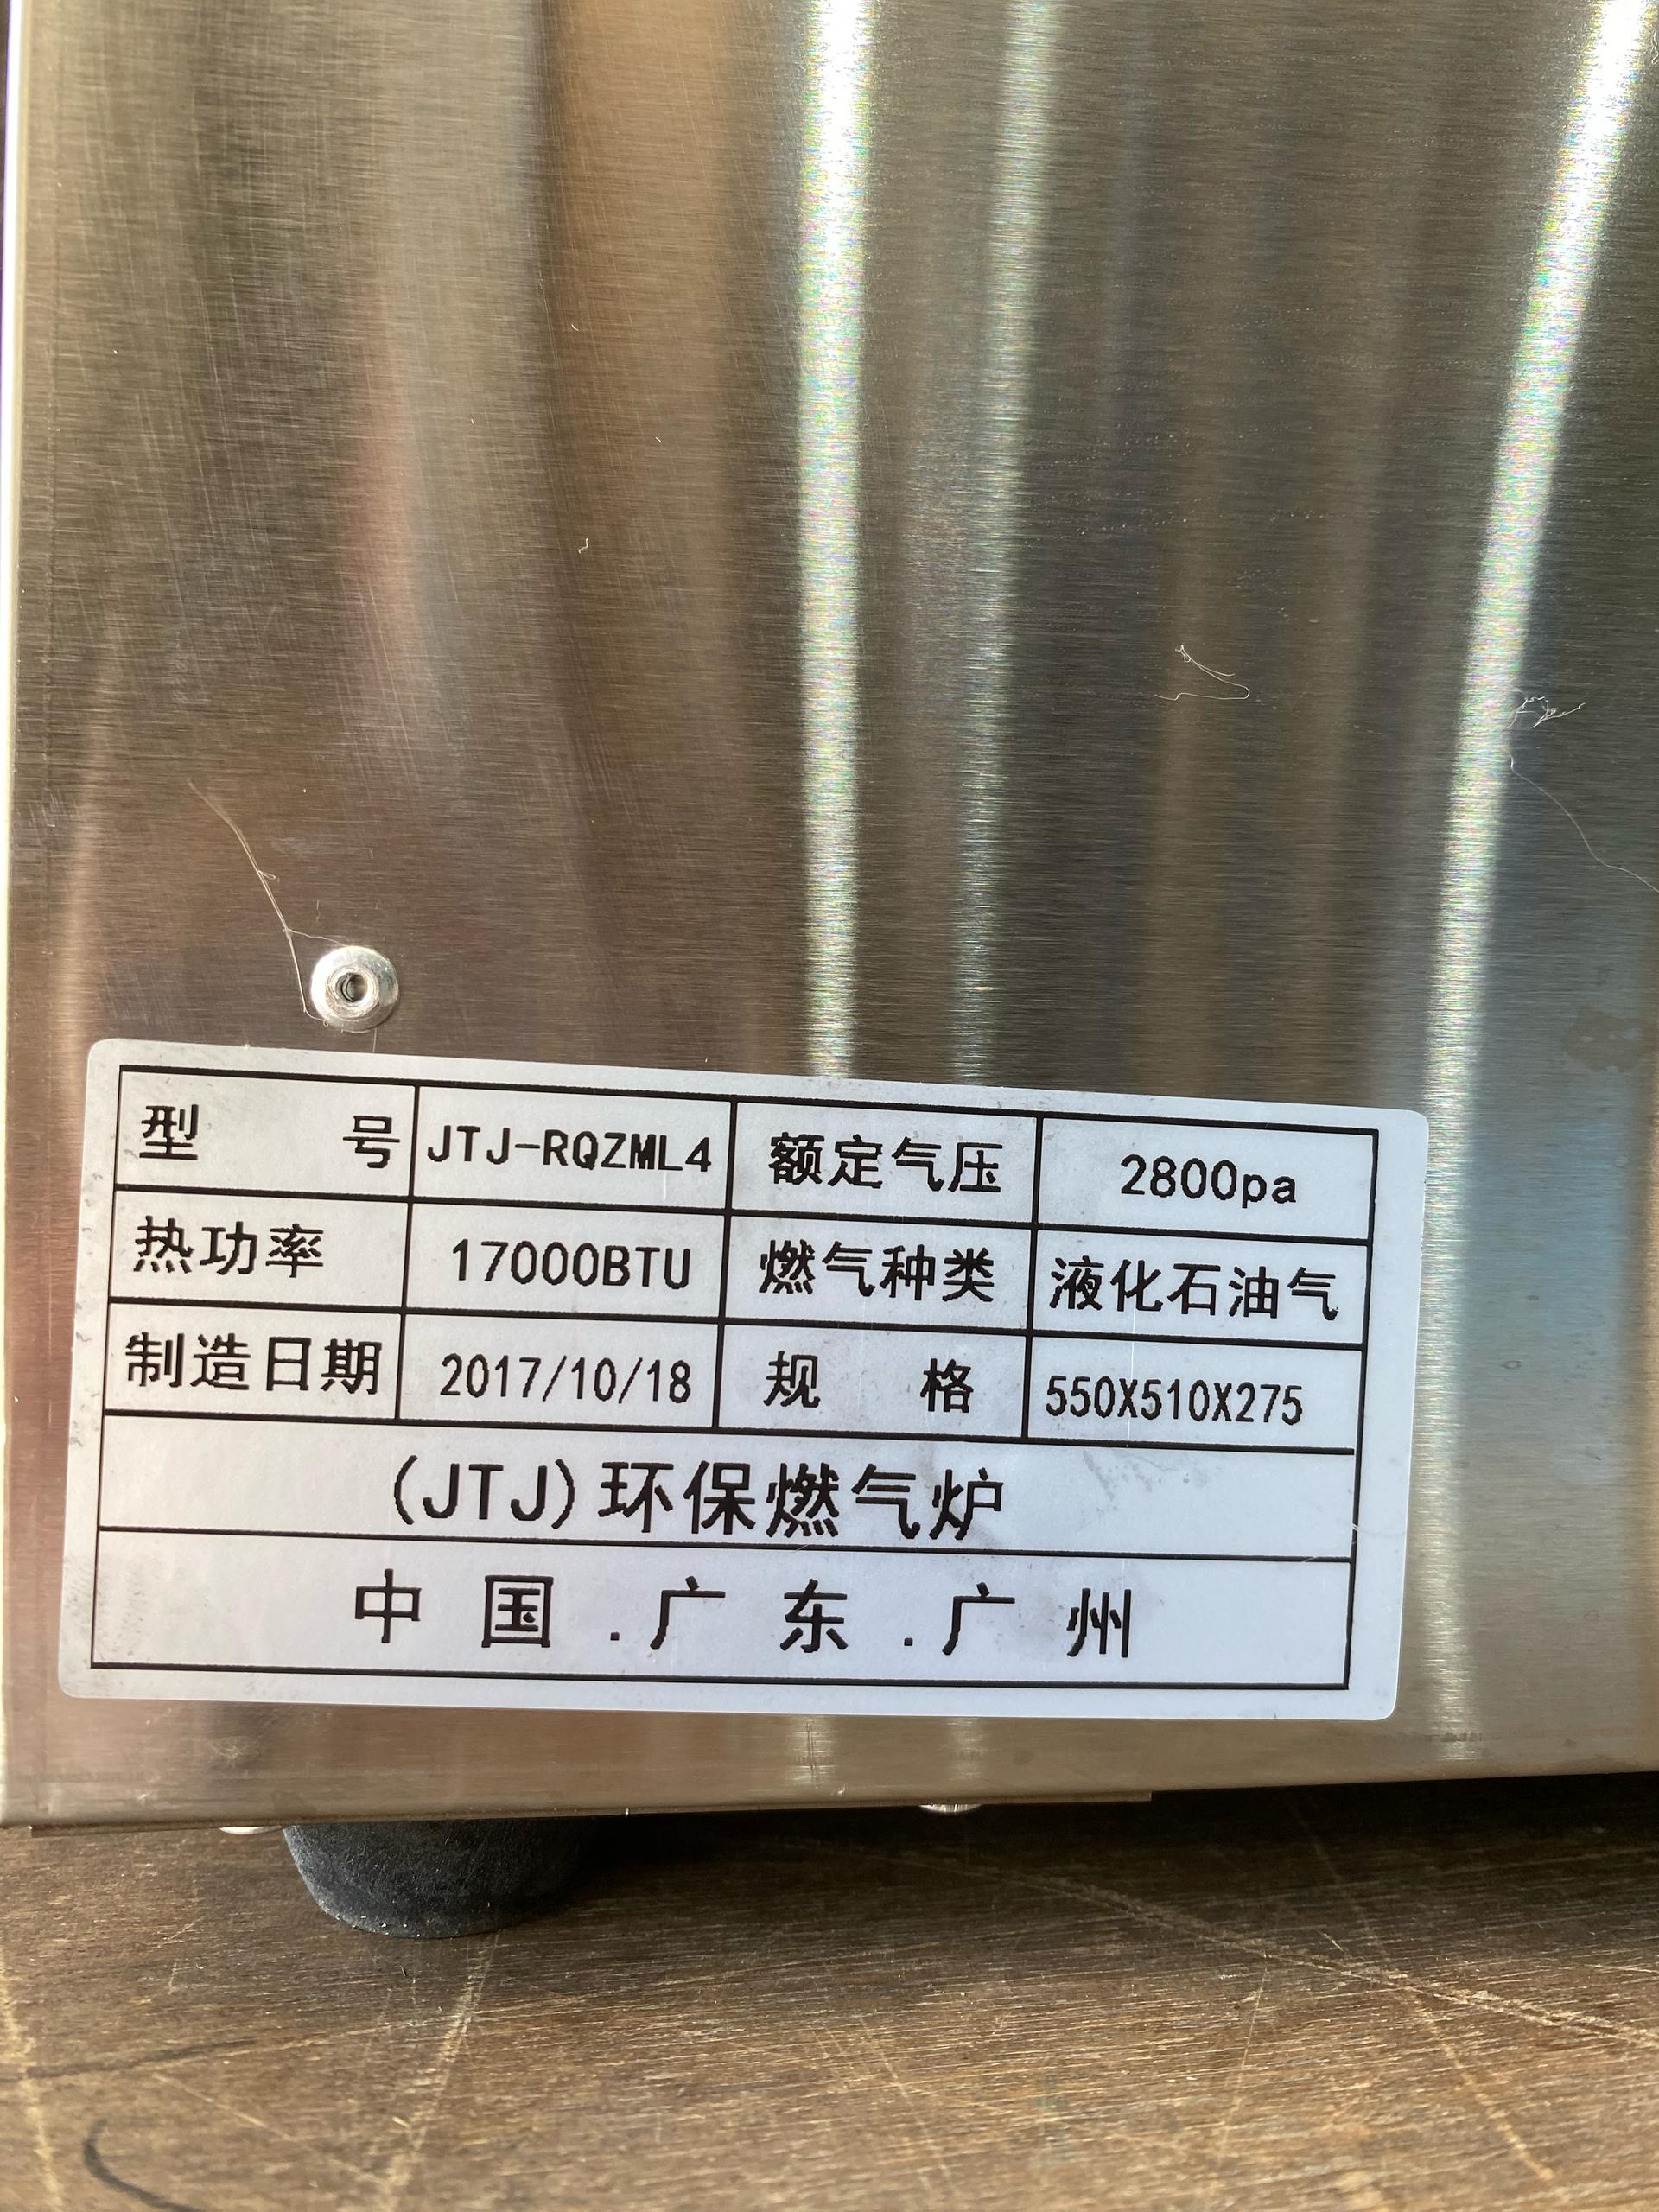 型 号 JTJ-RQZML4 额定气压 2800pa
热功率 17000BTU 燃气种类 液化石油气
制造日期 2017/10/18 规 格 550X510X275
(JTJ)环保燃气炉
中国.广东.广州